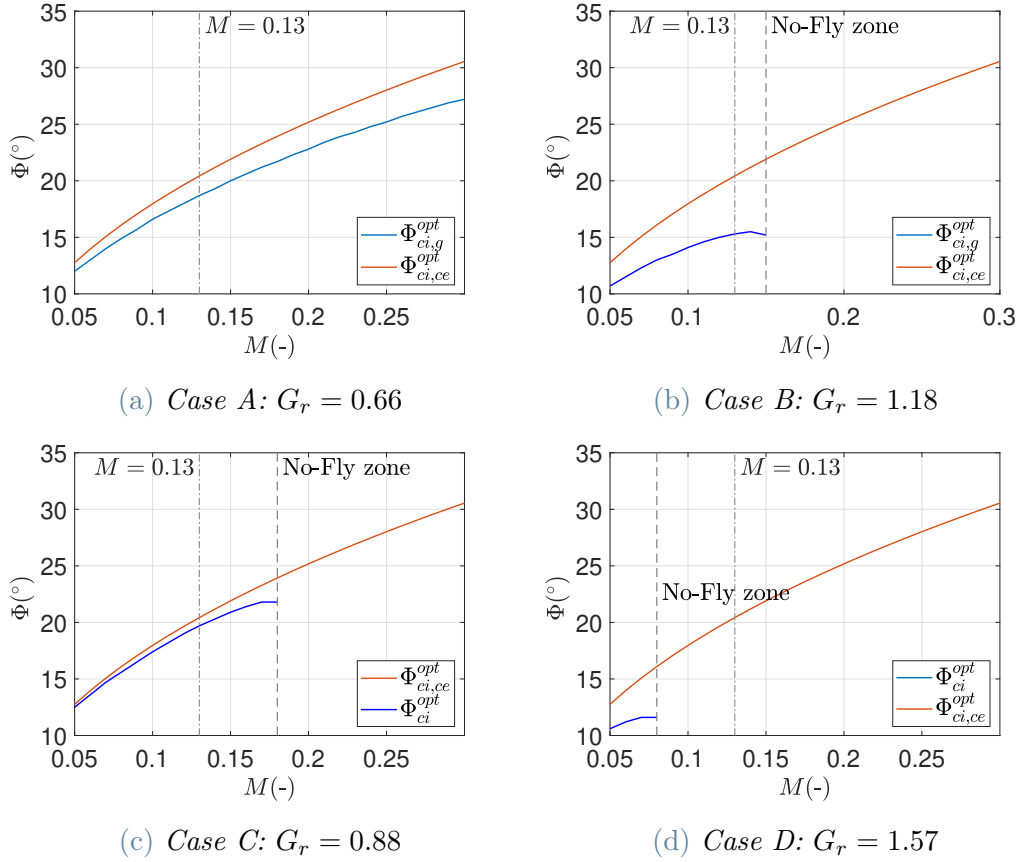 M = 0.13
35
30
25
20
15
10
Φ(°)
Φ^{opt}_{ci,g}
Φ^{opt}_{ci,ce}
0.05 0.1 0.15 0.2 0.25
M(-)
(a) Case A: G_r = 0.66
M = 0.13 No-Fly zone
35
30
25
20
15
10
Φ(°)
Φ^{opt}_{ci,g}
Φ^{opt}_{ci,ce}
0.05 0.1 0.2 0.3
M(-)
(b) Case B: G_r = 1.18
M = 0.13 No-Fly zone
35
30
25
20
15
10
Φ(°)
Φ^{opt}_{ci,ce}
Φ^{opt}_{ci}
0.05 0.1 0.15 0.2 0.25
M(-)
(c) Case C: G_r = 0.88
M = 0.13
35
30
25
20
15
10
Φ(°)
No-Fly zone
Φ^{opt}_{ci}
Φ^{opt}_{ci,ce}
0.05 0.1 0.15 0.2 0.25
M(-)
(d) Case D: G_r = 1.57